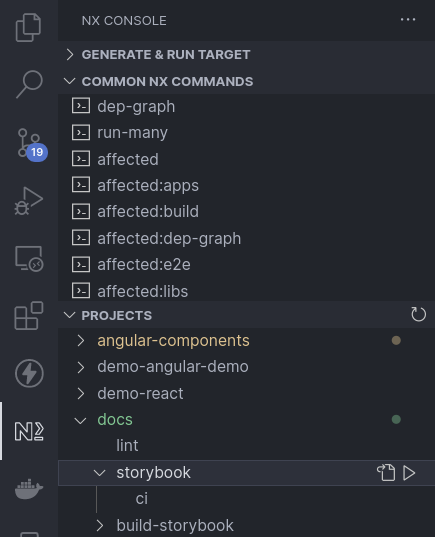 NX CONSOLE
GENERATE & RUN TARGET
COMMON NX COMMANDS
dep-graph
run-many
19
affected
affected:apps
affected:build
affected:dep-graph
affected:e2e
affected:libs
PROJECTS
angular-components
demo-angular-demo
demo-react
docs
lint
storybook
ci
build-storybook